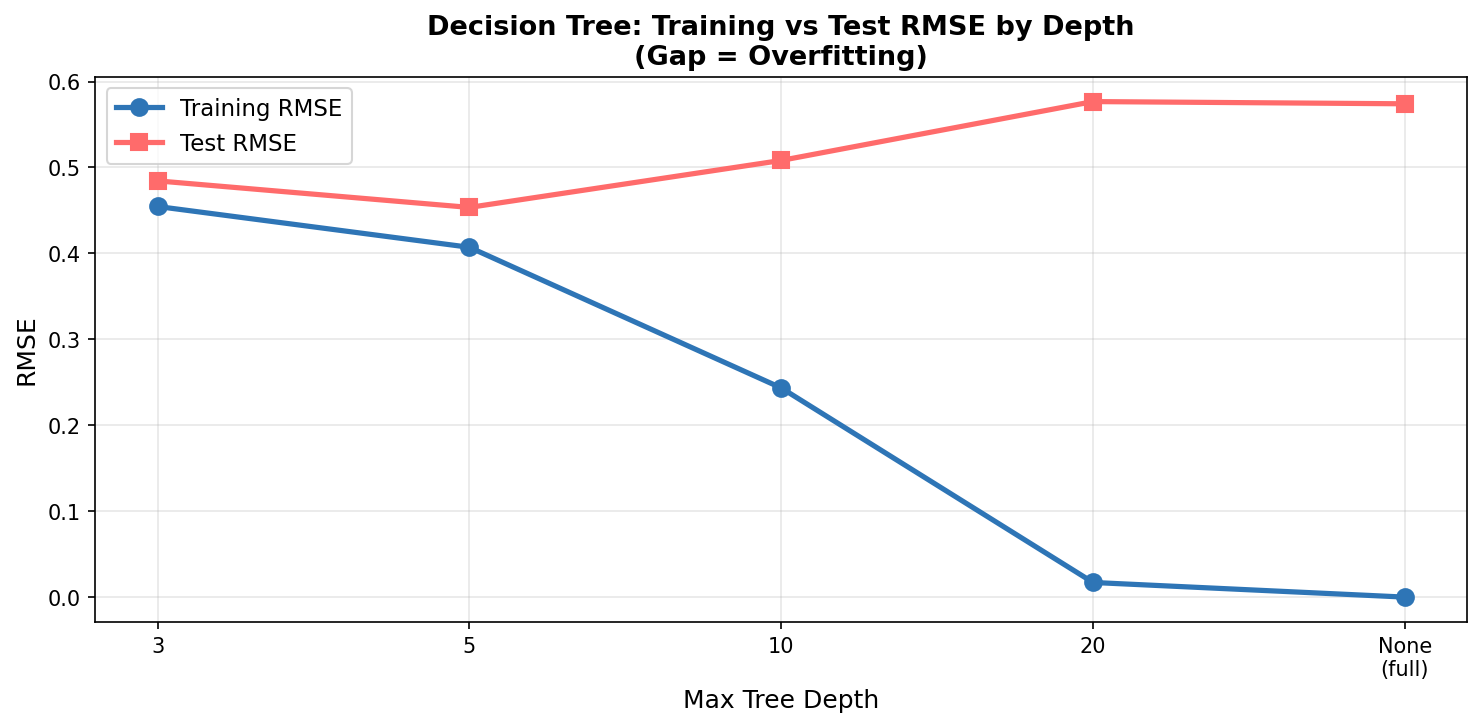 Decision Tree: Training vs Test RMSE by Depth
(Gap = Overfitting)
Training RMSE
Test RMSE
RMSE
0.6
0.5
0.4
0.3
0.2
0.1
0.0
3
5
10
20
None
(full)
Max Tree Depth